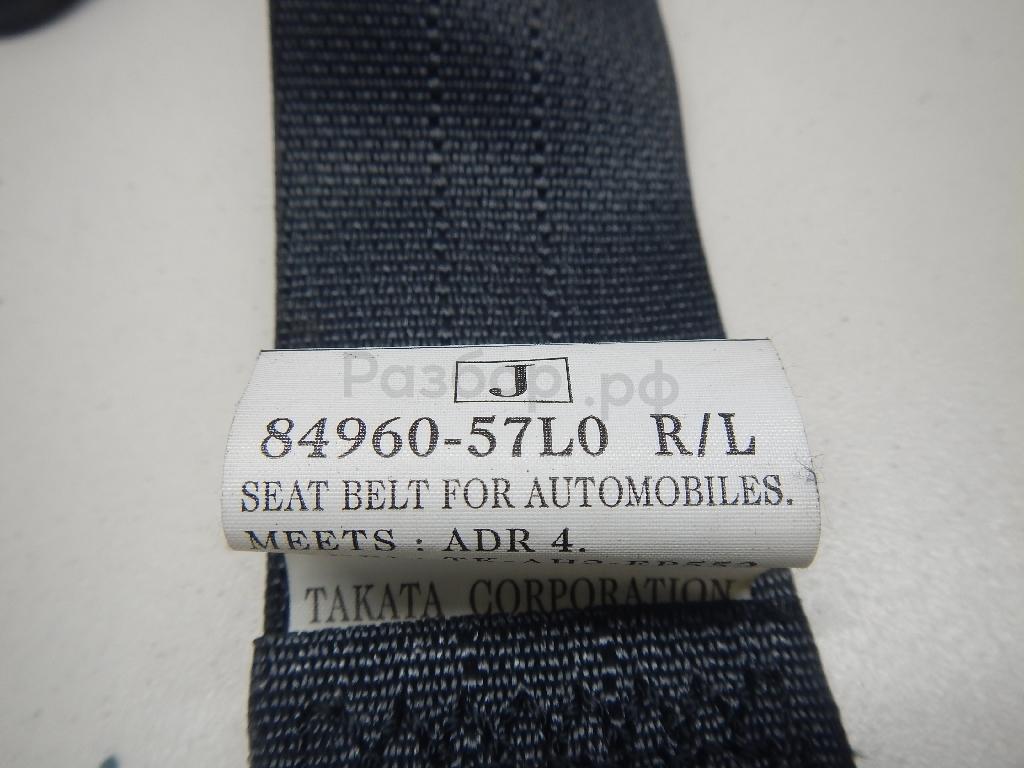 J
Разбор.рф
84960-57L0 R/L
SEAT BELT FOR AUTOMOBILES.
MEETS : ADR 4.
TAKATA CORPORATION